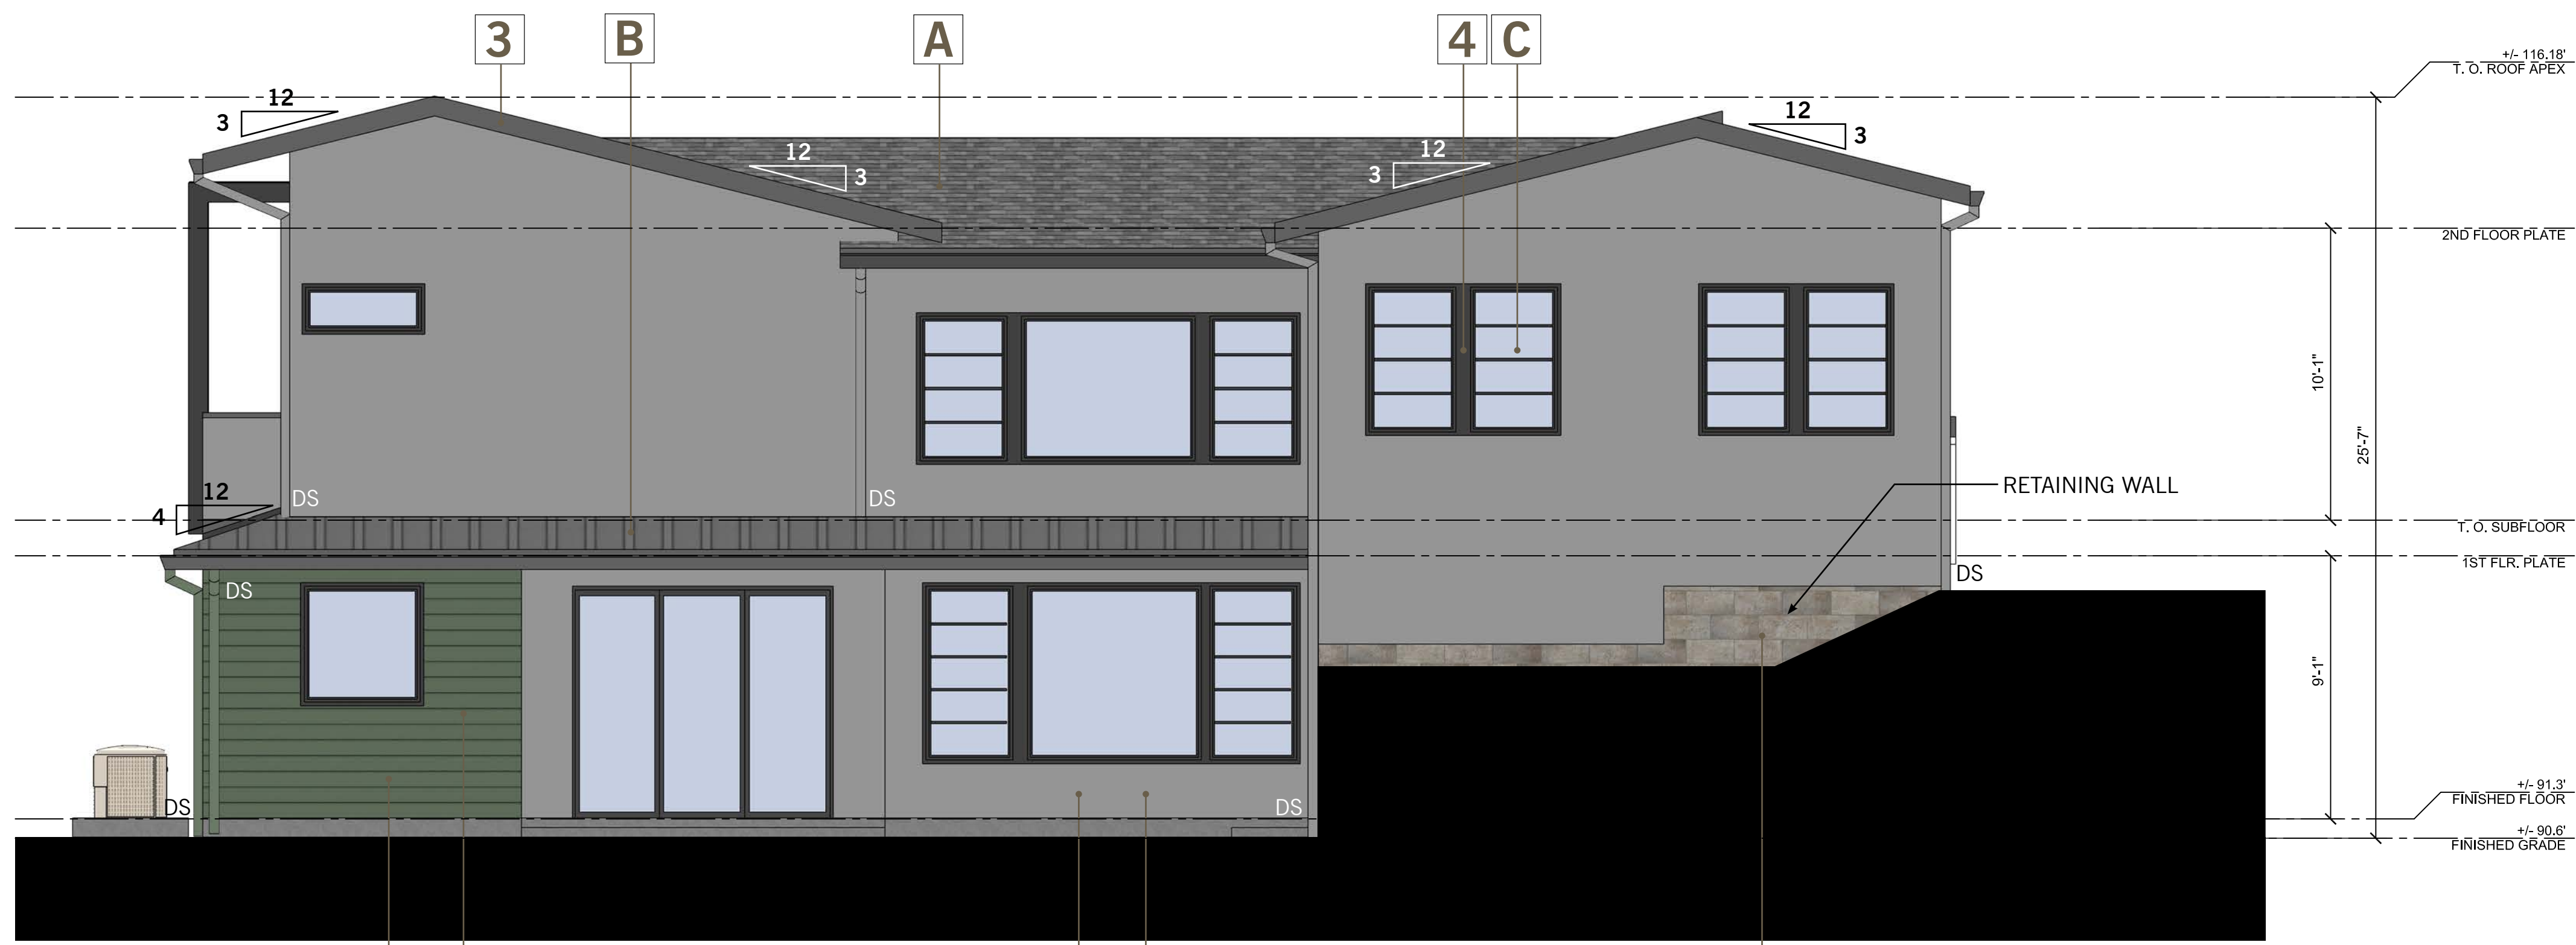 3
B
A
4
C
+/- 116.18'
T. O. ROOF APEX
12
3
12
3
12
3
12
3
2ND FLOOR PLATE
10'-1"
25'-7"
RETAINING WALL
DS
DS
12
4
T. O. SUBFLOOR
1ST FLR. PLATE
DS
DS
9'-1"
+/- 91.3'
FINISHED FLOOR
DS
DS
+/- 90.6'
FINISHED GRADE